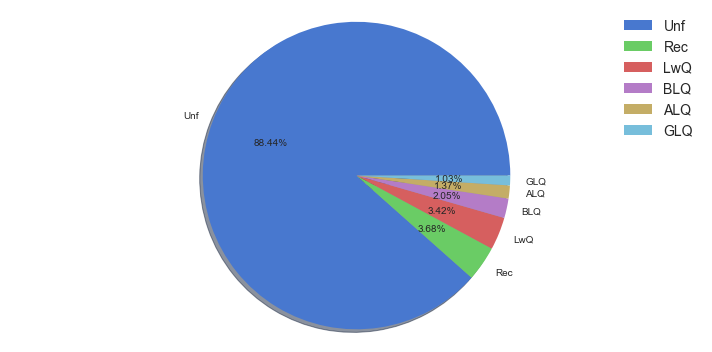 Unf
Rec
LwQ
BLQ
ALQ
GLQ
Unf
88.44%
1.03%
GLQ
1.37%
ALQ
2.05%
BLQ
3.42%
LwQ
3.68%
Rec